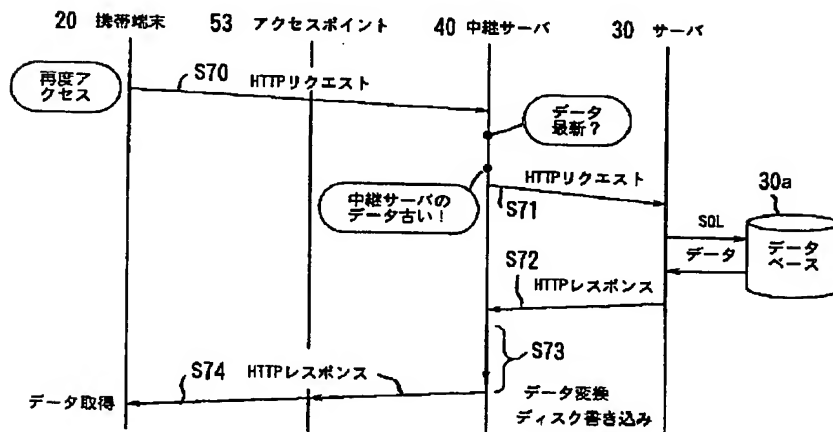 20 携帯端末
53 アクセスポイント
40 中継サーバ
30 サーバ
再度ア
クセス
S70
HTTPリクエスト
データ
最新？
中継サーバの
データ古い！
HTTPリクエスト
S71
30a
SQL
データ
データ
ベース
S72
HTTPレスポンス
S73
S74
HTTPレスポンス
データ取得
データ変換
ディスク書き込み